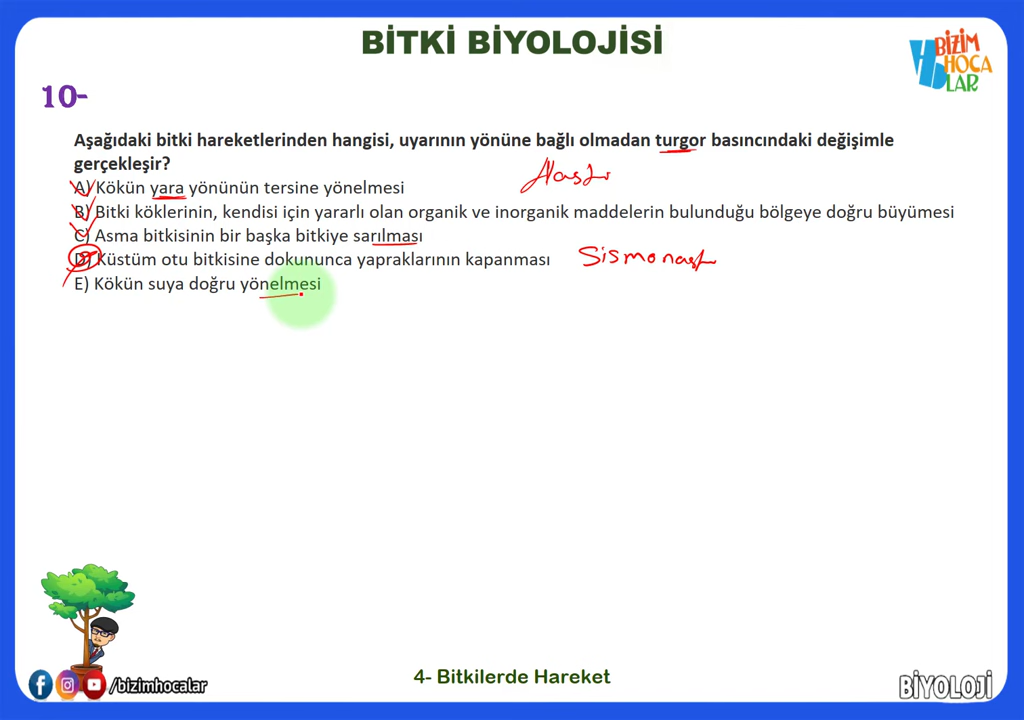 BİTKİ BİYOLOJİSİ
BİZİM
HOCA
LAR
10-
Aşağıdaki bitki hareketlerinden hangisi, uyarının yönüne bağlı olmadan turgor basıncındaki değişimle
gerçekleşir?
A) Kökün yara yönünün tersine yönelmesi
B) Bitki köklerinin, kendisi için yararlı olan organik ve inorganik maddelerin bulunduğu bölgeye doğru büyümesi
C) Asma bitkisinin bir başka bitkiye sarılması
D) Küstüm otu bitkisine dokununca yapraklarının kapanması
Sismonasti
E) Kökün suya doğru yönelmesi
4- Bitkilerde Hareket
/bizimhocalar
BİYOLOJİ